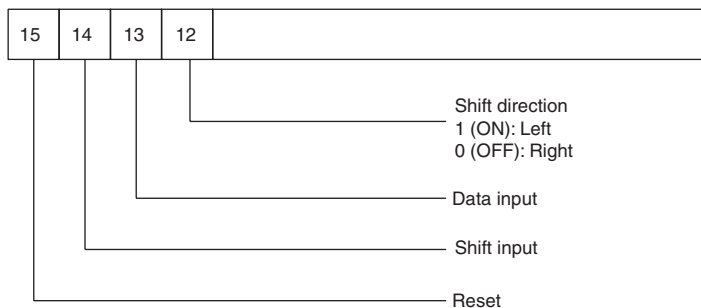 15 14 13 12
Shift direction
1 (ON): Left
0 (OFF): Right
Data input
Shift input
Reset